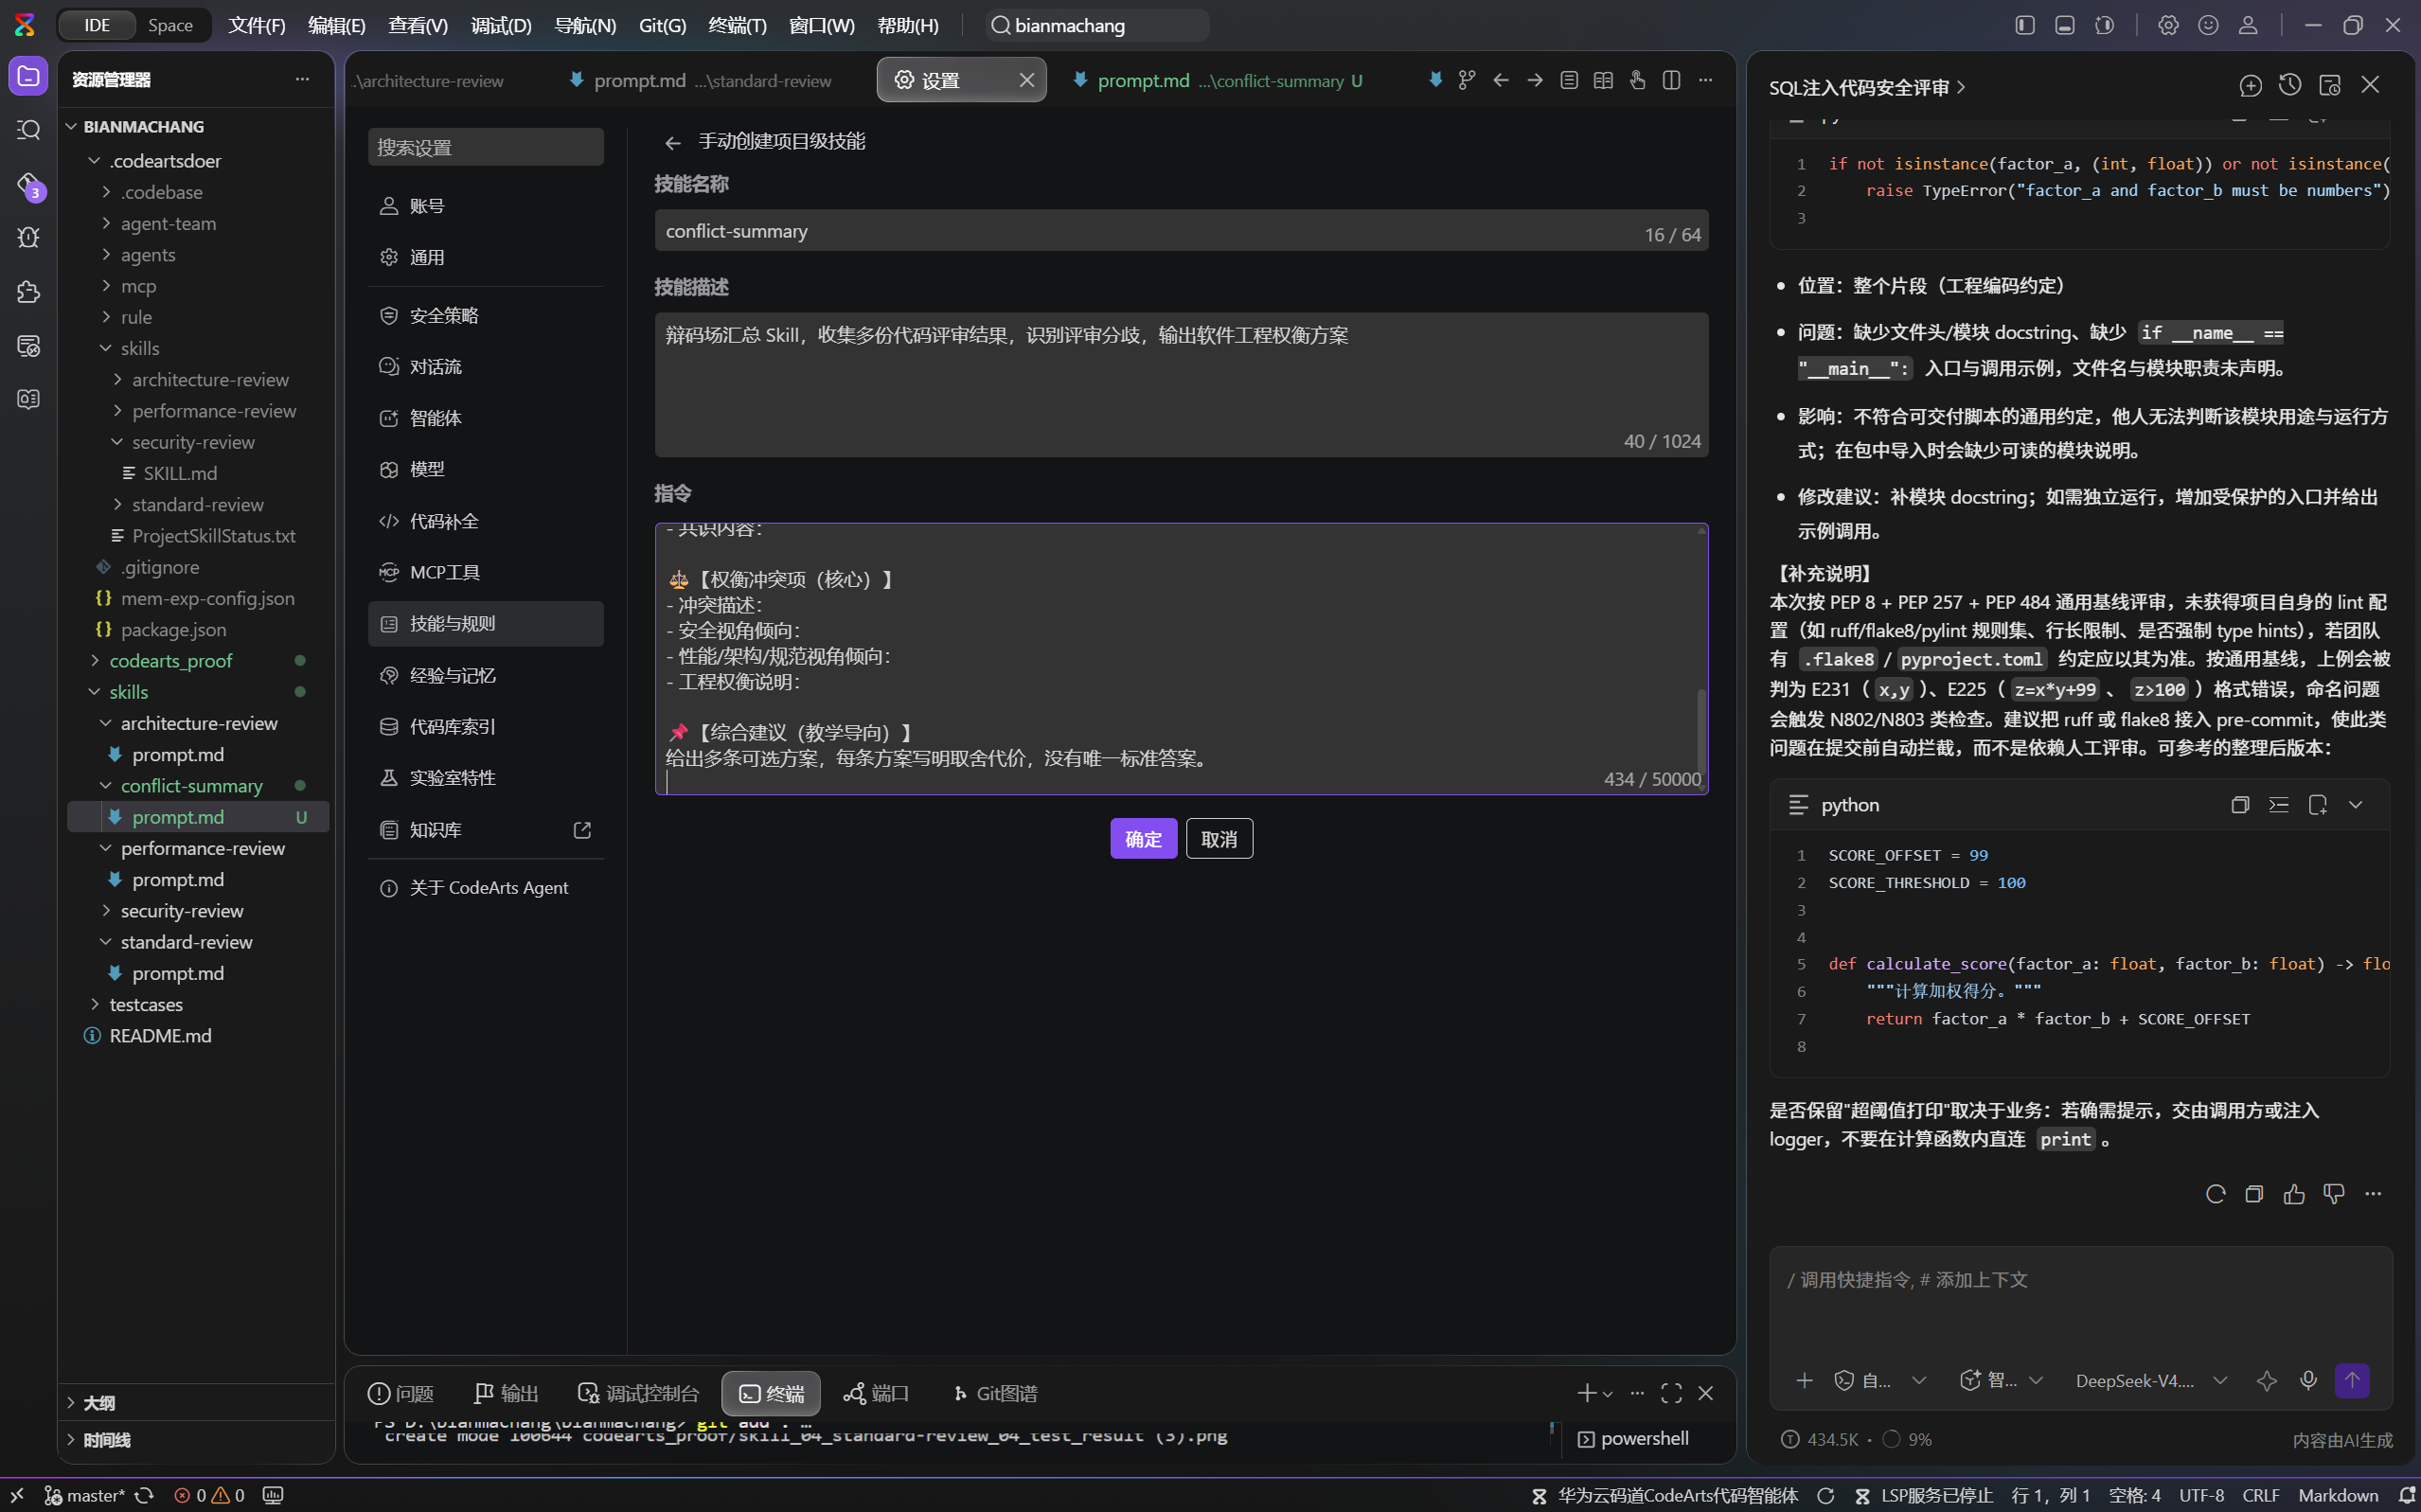 IDE Space 文件(F) 编辑(E) 查看(V) 调试(D) 导航(N) Git(G) 终端(T) 窗口(W) 帮助(H) bianmachang
资源管理器
BIANMACHANG
.codeartsdoer
.codebase
agent-team
agents
mcp
rule
skills
architecture-review
performance-review
security-review
SKILL.md
standard-review
ProjectSkillStatus.txt
.gitignore
mem-exp-config.json
package.json
codearts_proof
skills
architecture-review
prompt.md
conflict-summary
prompt.md U
performance-review
prompt.md
security-review
standard-review
prompt.md
testcases
README.md
大纲
时间线
3
.\architecture-review prompt.md ...\standard-review 设置 prompt.md ...\conflict-summary U
搜索设置
账号
通用
安全策略
对话流
智能体
模型
代码补全
MCP工具
技能与规则
经验与记忆
代码库索引
实验室特性
知识库
关于 CodeArts Agent
手动创建项目级技能
技能名称
conflict-summary
16 / 64
技能描述
辩码场汇总 Skill，收集多份代码评审结果，识别评审分歧，输出软件工程权衡方案
40 / 1024
指令
- 共识内容：
⚖️【权衡冲突项（核心）】
- 冲突描述：
- 安全视角倾向：
- 性能/架构/规范视角倾向：
- 工程权衡说明：
📌【综合建议（教学导向）】
给出多条可选方案，每条方案写明取舍代价，没有唯一标准答案。
434 / 50000
确定 取消
问题 输出 调试控制台 终端 端口 Git图谱
PS D:\bianmachang\bianmachang> git add . …
create mode 100644 codearts_proof/skill_04_standard-review_04_test_result (3).png
powershell
SQL注入代码安全评审
1 if not isinstance(factor_a, (int, float)) or not isinstance(
2 raise TypeError("factor_a and factor_b must be numbers")
3
• 位置：整个片段（工程编码约定）
• 问题：缺少文件头/模块 docstring、缺少 if __name__ ==
"__main__": 入口与调用示例，文件名与模块职责未声明。
• 影响：不符合可交付脚本的通用约定，他人无法判断该模块用途与运行方
式；在包中导入时会缺少可读的模块说明。
• 修改建议：补模块 docstring；如需独立运行，增加受保护的入口并给出
示例调用。
【补充说明】
本次按 PEP 8 + PEP 257 + PEP 484 通用基线评审，未获得项目自身的 lint 配
置（如 ruff/flake8/pylint 规则集、行长限制、是否强制 type hints），若团队
有 .flake8 / pyproject.toml 约定应以其为准。按通用基线，上例会被
判为 E231（ x,y ）、E225（ z=x*y+99 、 z>100 ）格式错误，命名问题
会触发 N802/N803 类检查。建议把 ruff 或 flake8 接入 pre-commit，使此类
问题在提交前自动拦截，而不是依赖人工评审。可参考的整理后版本：
python
1 SCORE_OFFSET = 99
2 SCORE_THRESHOLD = 100
3
4
5 def calculate_score(factor_a: float, factor_b: float) -> flo
6 """计算加权得分。"""
7 return factor_a * factor_b + SCORE_OFFSET
8
是否保留"超阈值打印"取决于业务：若确需提示，交由调用方或注入
logger，不要在计算函数内直连 print 。
/ 调用快捷指令, # 添加上下文
自... 智... DeepSeek-V4....
434.5K • 9% 内容由AI生成
master* 0 0 华为云码道CodeArts代码智能体 LSP服务已停止 行 1，列 1 空格: 4 UTF-8 CRLF Markdown